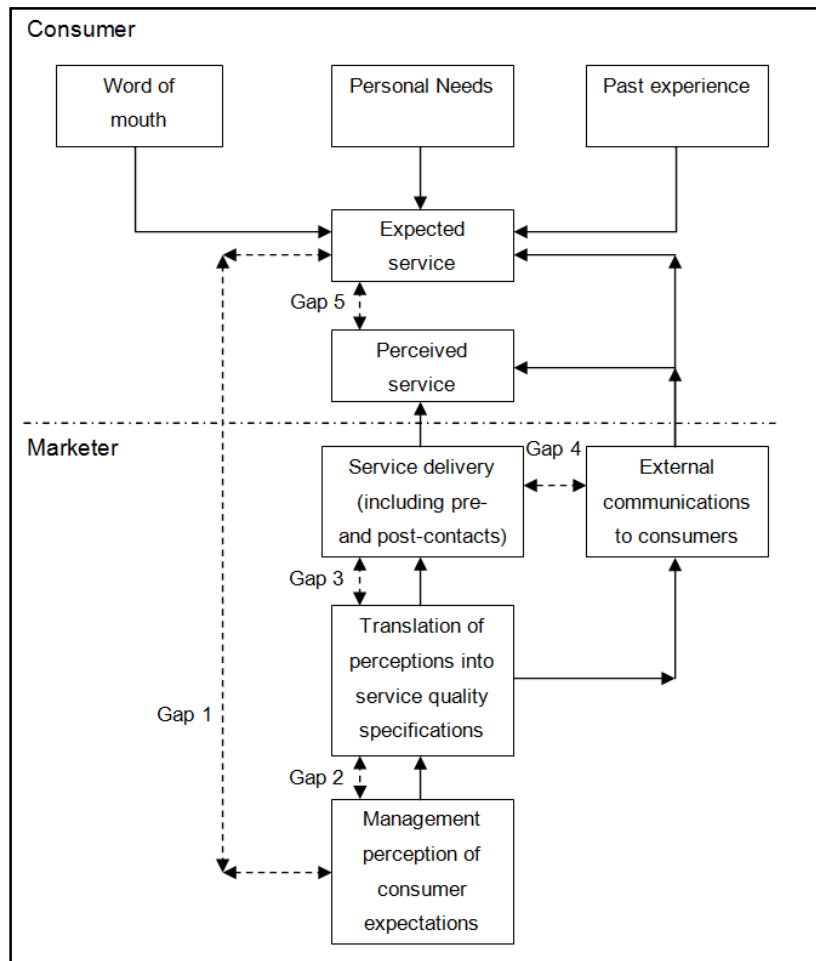 Consumer
Word of
mouth
Personal Needs
Past experience
Expected
service
Gap 5
Perceived
service
Marketer
Service delivery
(including pre-
and post-contacts)
Gap 4
External
communications
to consumers
Gap 3
Translation of
perceptions into
service quality
specifications
Gap 1
Gap 2
Management
perception of
consumer
expectations